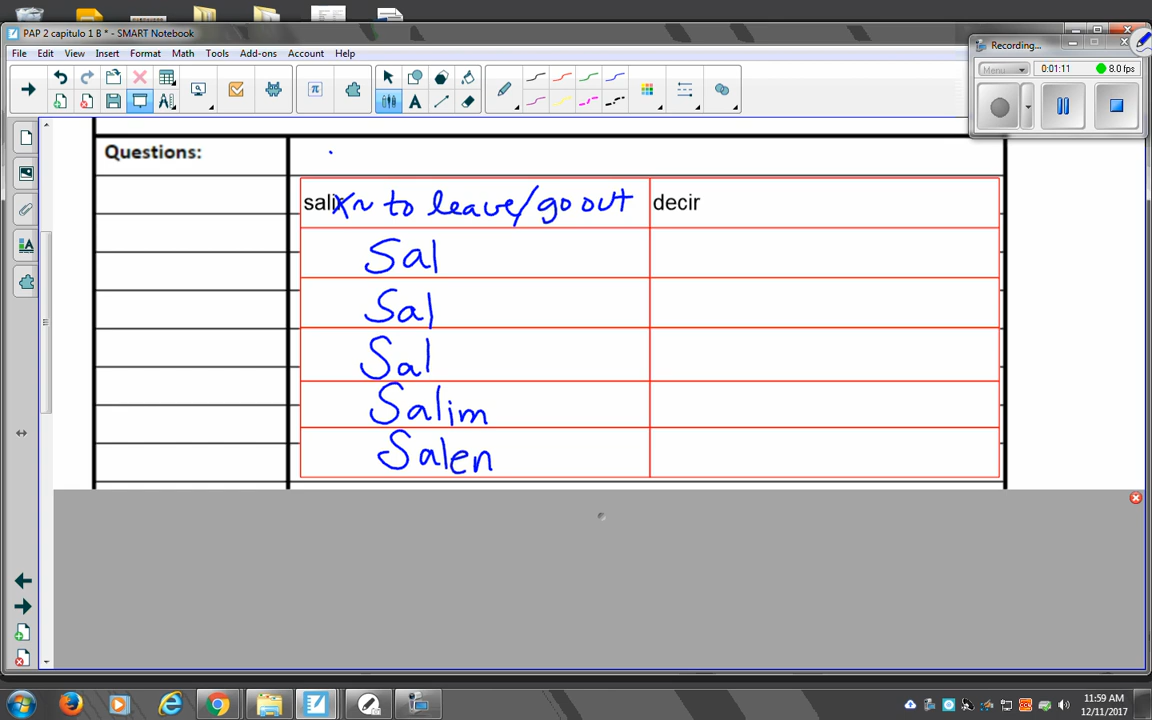 PAP 2 capitulo 1 B * - SMART Notebook
File Edit View Insert Format Math Tools Add-ons Account Help
Recording...
Menu 0:01:11 8.0 fps
Questions:
sali ~ to leave/go out decir
Sal
Sal
Sal
Salim
Salen
11:59 AM
12/11/2017